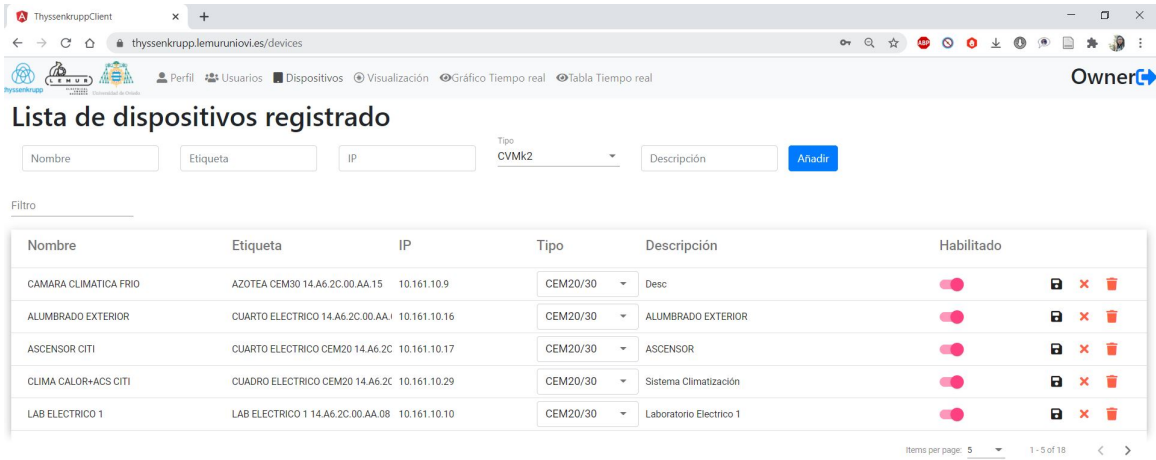 ThyssenkruppClient
thyssenkrupp.lemuruniovi.es/devices
ABP
thyssenkrupp LEMUR Universidad de Oviedo Perfil Usuarios Dispositivos Visualización Gráfico Tiempo real Tabla Tiempo real Owner
Lista de dispositivos registrado
Tipo
Nombre Etiqueta IP CVMk2 Descripción Añadir
Filtro
Nombre Etiqueta IP Tipo Descripción Habilitado
CAMARA CLIMATICA FRIO AZOTEA CEM30 14.A6.2C.00.AA.15 10.161.10.9 CEM20/30 Desc
ALUMBRADO EXTERIOR CUARTO ELECTRICO 14.A6.2C.00.AA. 10.161.10.16 CEM20/30 ALUMBRADO EXTERIOR
ASCENSOR CITI CUARTO ELECTRICO CEM20 14.A6.2C 10.161.10.17 CEM20/30 ASCENSOR
CLIMA CALOR+ACS CITI CUADRO ELECTRICO CEM20 14.A6.2C 10.161.10.29 CEM20/30 Sistema Climatización
LAB ELECTRICO 1 LAB ELECTRICO 1 14.A6.2C.00.AA.08 10.161.10.10 CEM20/30 Laboratorio Electrico 1
Items per page: 5 1 - 5 of 18